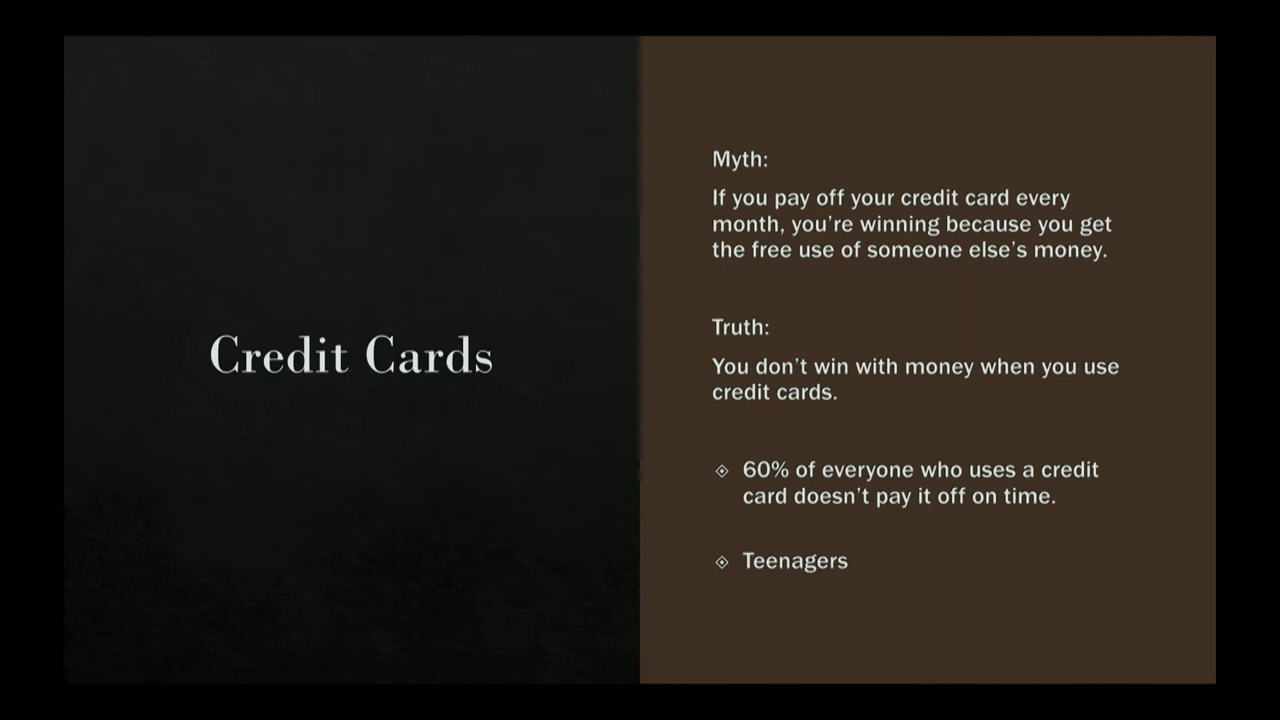 Credit Cards
Myth:
If you pay off your credit card every
month, you're winning because you get
the free use of someone else's money.
Truth:
You don't win with money when you use
credit cards.
60% of everyone who uses a credit
card doesn't pay it off on time.
Teenagers